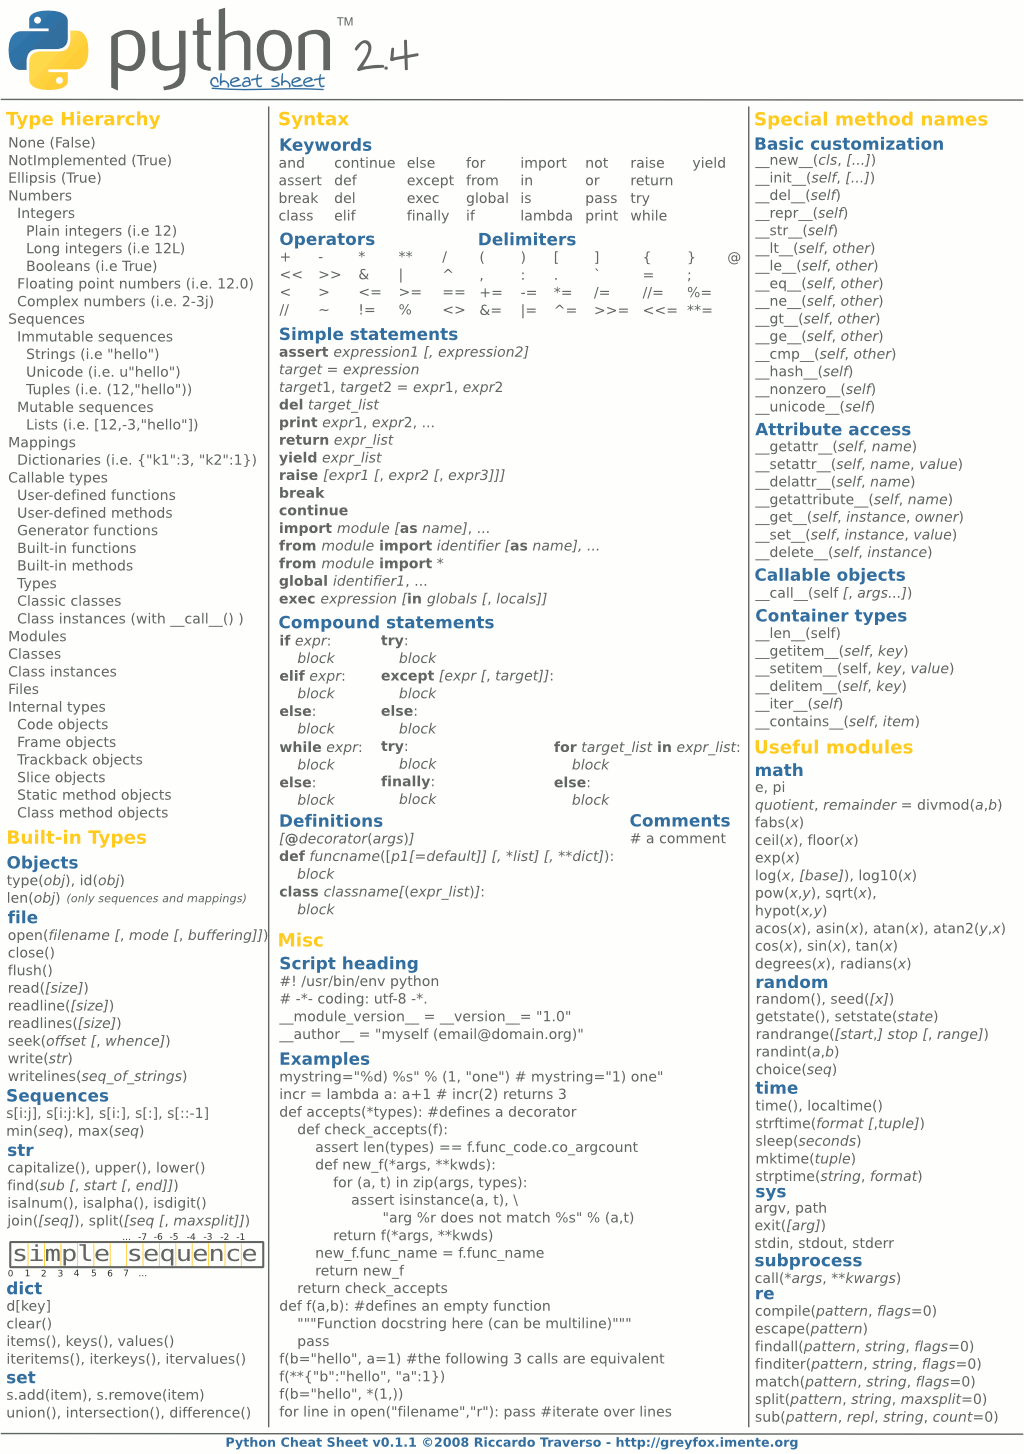 python™ 2.4
cheat sheet
Type Hierarchy
None (False)
NotImplemented (True)
Ellipsis (True)
Numbers
Integers
Plain integers (i.e 12)
Long integers (i.e 12L)
Booleans (i.e True)
Floating point numbers (i.e. 12.0)
Complex numbers (i.e. 2-3j)
Sequences
Immutable sequences
Strings (i.e "hello")
Unicode (i.e. u"hello")
Tuples (i.e. (12,"hello"))
Mutable sequences
Lists (i.e. [12,-3,"hello"])
Mappings
Dictionaries (i.e. {"k1":3, "k2":1})
Callable types
User-defined functions
User-defined methods
Generator functions
Built-in functions
Built-in methods
Types
Classic classes
Class instances (with __call__() )
Modules
Classes
Class instances
Files
Internal types
Code objects
Frame objects
Trackback objects
Slice objects
Static method objects
Class method objects
Built-in Types
Objects
type(obj), id(obj)
len(obj) (only sequences and mappings)
file
open(filename [, mode [, buffering]])
close()
flush()
read([size])
readline([size])
readlines([size])
seek(offset [, whence])
write(str)
writelines(seq_of_strings)
Sequences
s[i:j], s[i:j:k], s[i:], s[:], s[::-1]
min(seq), max(seq)
str
capitalize(), upper(), lower()
find(sub [, start [, end]])
isalnum(), isalpha(), isdigit()
join([seq]), split([seq [, maxsplit]])
... -7 -6 -5 -4 -3 -2 -1
simple sequence
0 1 2 3 4 5 6 7 ...
dict
d[key]
clear()
items(), keys(), values()
iteritems(), iterkeys(), itervalues()
set
s.add(item), s.remove(item)
union(), intersection(), difference()
Syntax
Keywords
and continue else for import not raise yield
assert def except from in or return
break del exec global is pass try
class elif finally if lambda print while
Operators Delimiters
+ - * ** / ( ) [ ] { } @
<< >> & | ^ , : . ` = ;
< > <= >= == += -= *= /= //= %=
// ~ != % <> &= |= ^= >>= <<= **=
Simple statements
assert expression1 [, expression2]
target = expression
target1, target2 = expr1, expr2
del target_list
print expr1, expr2, ...
return expr_list
yield expr_list
raise [expr1 [, expr2 [, expr3]]]
break
continue
import module [as name], ...
from module import identifier [as name], ...
from module import *
global identifier1, ...
exec expression [in globals [, locals]]
Compound statements
if expr: try:
block block
elif expr: except [expr [, target]]:
block block
else: else:
block block
while expr: try: for target_list in expr_list:
block block block
else: finally: else:
block block block
Definitions Comments
[@decorator(args)] # a comment
def funcname([p1[=default]] [, *list] [, **dict]):
block
class classname[(expr_list)]:
block
Misc
Script heading
#! /usr/bin/env python
# -*- coding: utf-8 -*.
__module_version__ = __version__= "1.0"
__author__ = "myself (email@domain.org)"
Examples
mystring="%d) %s" % (1, "one") # mystring="1) one"
incr = lambda a: a+1 # incr(2) returns 3
def accepts(*types): #defines a decorator
def check_accepts(f):
assert len(types) == f.func_code.co_argcount
def new_f(*args, **kwds):
for (a, t) in zip(args, types):
assert isinstance(a, t), \
"arg %r does not match %s" % (a,t)
return f(*args, **kwds)
new_f.func_name = f.func_name
return new_f
return check_accepts
def f(a,b): #defines an empty function
"""Function docstring here (can be multiline)"""
pass
f(b="hello", a=1) #the following 3 calls are equivalent
f(**{"b":"hello", "a":1})
f(b="hello", *(1,))
for line in open("filename","r"): pass #iterate over lines
Special method names
Basic customization
__new__(cls, [...])
__init__(self, [...])
__del__(self)
__repr__(self)
__str__(self)
__lt__(self, other)
__le__(self, other)
__eq__(self, other)
__ne__(self, other)
__gt__(self, other)
__ge__(self, other)
__cmp__(self, other)
__hash__(self)
__nonzero__(self)
__unicode__(self)
Attribute access
__getattr__(self, name)
__setattr__(self, name, value)
__delattr__(self, name)
__getattribute__(self, name)
__get__(self, instance, owner)
__set__(self, instance, value)
__delete__(self, instance)
Callable objects
__call__(self [, args...])
Container types
__len__(self)
__getitem__(self, key)
__setitem__(self, key, value)
__delitem__(self, key)
__iter__(self)
__contains__(self, item)
Useful modules
math
e, pi
quotient, remainder = divmod(a,b)
fabs(x)
ceil(x), floor(x)
exp(x)
log(x, [base]), log10(x)
pow(x,y), sqrt(x),
hypot(x,y)
acos(x), asin(x), atan(x), atan2(y,x)
cos(x), sin(x), tan(x)
degrees(x), radians(x)
random
random(), seed([x])
getstate(), setstate(state)
randrange([start,] stop [, range])
randint(a,b)
choice(seq)
time
time(), localtime()
strftime(format [,tuple])
sleep(seconds)
mktime(tuple)
strptime(string, format)
sys
argv, path
exit([arg])
stdin, stdout, stderr
subprocess
call(*args, **kwargs)
re
compile(pattern, flags=0)
escape(pattern)
findall(pattern, string, flags=0)
finditer(pattern, string, flags=0)
match(pattern, string, flags=0)
split(pattern, string, maxsplit=0)
sub(pattern, repl, string, count=0)
Python Cheat Sheet v0.1.1 ©2008 Riccardo Traverso - http://greyfox.imente.org